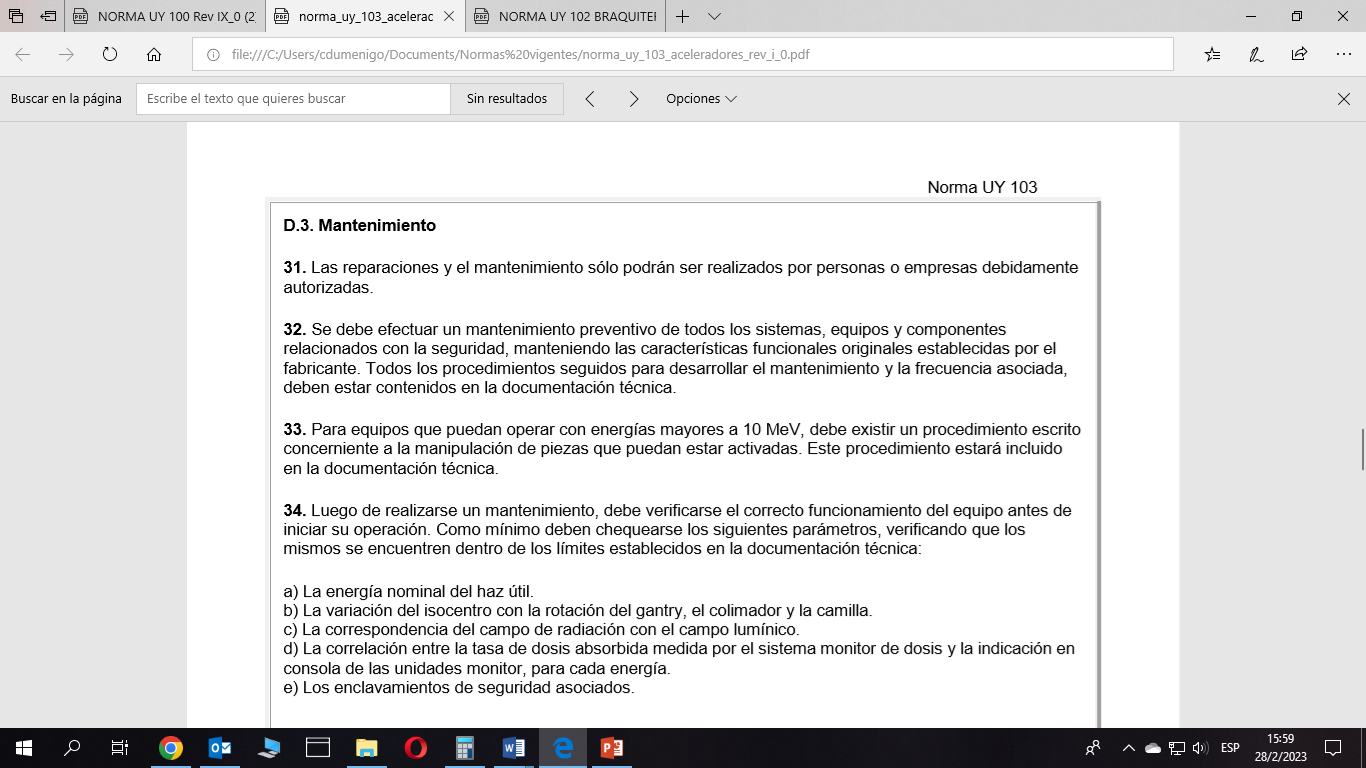 NORMA UY 100 Rev IX_0 (2)
norma_uy_103_acelerac
NORMA UY 102 BRAQUITEI
file:///C:/Users/cdumenigo/Documents/Normas%20vigentes/norma_uy_103_aceleradores_rev_i_0.pdf
Buscar en la página
Escribe el texto que quieres buscar
Sin resultados
Opciones
Norma UY 103
D.3. Mantenimiento
31. Las reparaciones y el mantenimiento sólo podrán ser realizados por personas o empresas debidamente
autorizadas.
32. Se debe efectuar un mantenimiento preventivo de todos los sistemas, equipos y componentes
relacionados con la seguridad, manteniendo las características funcionales originales establecidas por el
fabricante. Todos los procedimientos seguidos para desarrollar el mantenimiento y la frecuencia asociada,
deben estar contenidos en la documentación técnica.
33. Para equipos que puedan operar con energías mayores a 10 MeV, debe existir un procedimiento escrito
concerniente a la manipulación de piezas que puedan estar activadas. Este procedimiento estará incluido
en la documentación técnica.
34. Luego de realizarse un mantenimiento, debe verificarse el correcto funcionamiento del equipo antes de
iniciar su operación. Como mínimo deben chequearse los siguientes parámetros, verificando que los
mismos se encuentren dentro de los límites establecidos en la documentación técnica:
a) La energía nominal del haz útil.
b) La variación del isocentro con la rotación del gantry, el colimador y la camilla.
c) La correspondencia del campo de radiación con el campo lumínico.
d) La correlación entre la tasa de dosis absorbida medida por el sistema monitor de dosis y la indicación en
consola de las unidades monitor, para cada energía.
e) Los enclavamientos de seguridad asociados.
ESP
15:59
28/2/2023